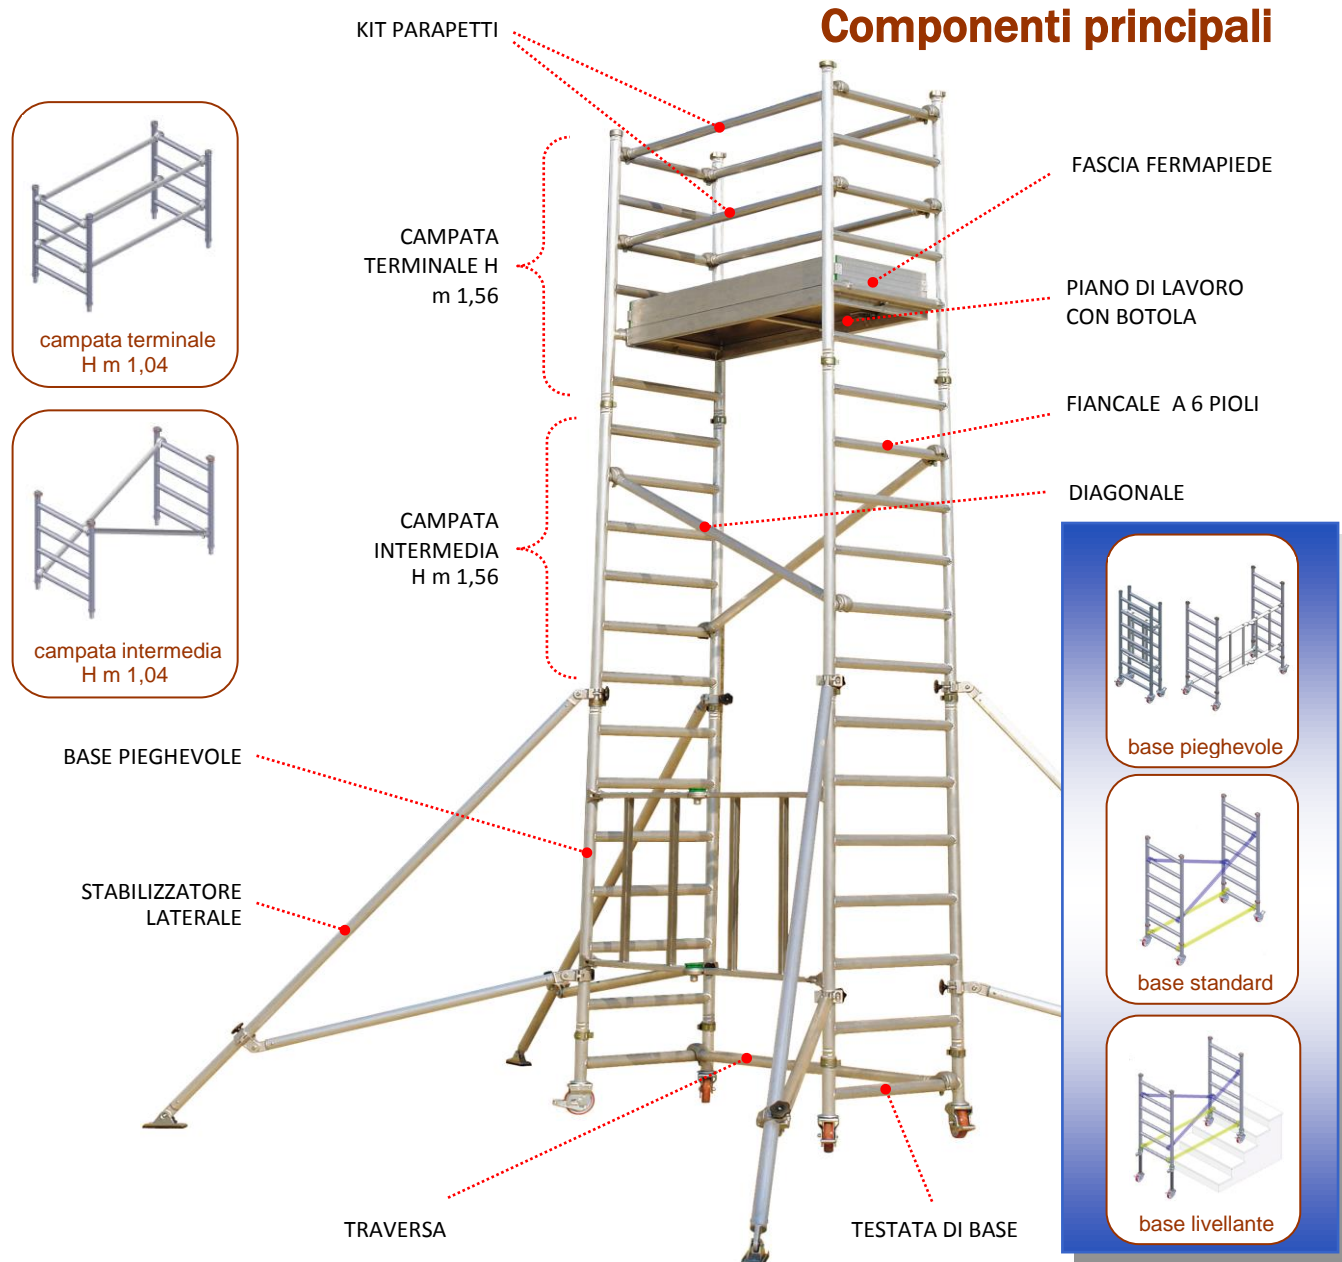 Componenti principali
KIT PARAPETTI
FASCIA FERMAPIEDE
CAMPATA
TERMINALE H
m 1,56
PIANO DI LAVORO
CON BOTOLA
campata terminale
H m 1,04
FIANCALE A 6 PIOLI
DIAGONALE
CAMPATA
INTERMEDIA
H m 1,56
campata intermedia
H m 1,04
BASE PIEGHEVOLE
base pieghevole
STABILIZZATORE
LATERALE
base standard
TRAVERSA
TESTATA DI BASE
base livellante